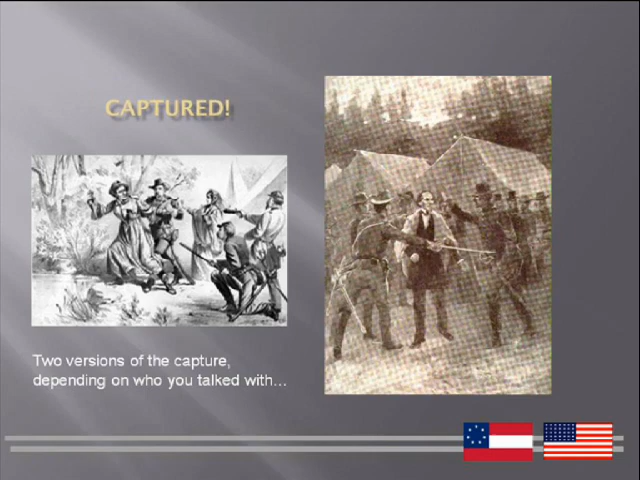 CAPTURED!
Two versions of the capture,
depending on who you talked with...